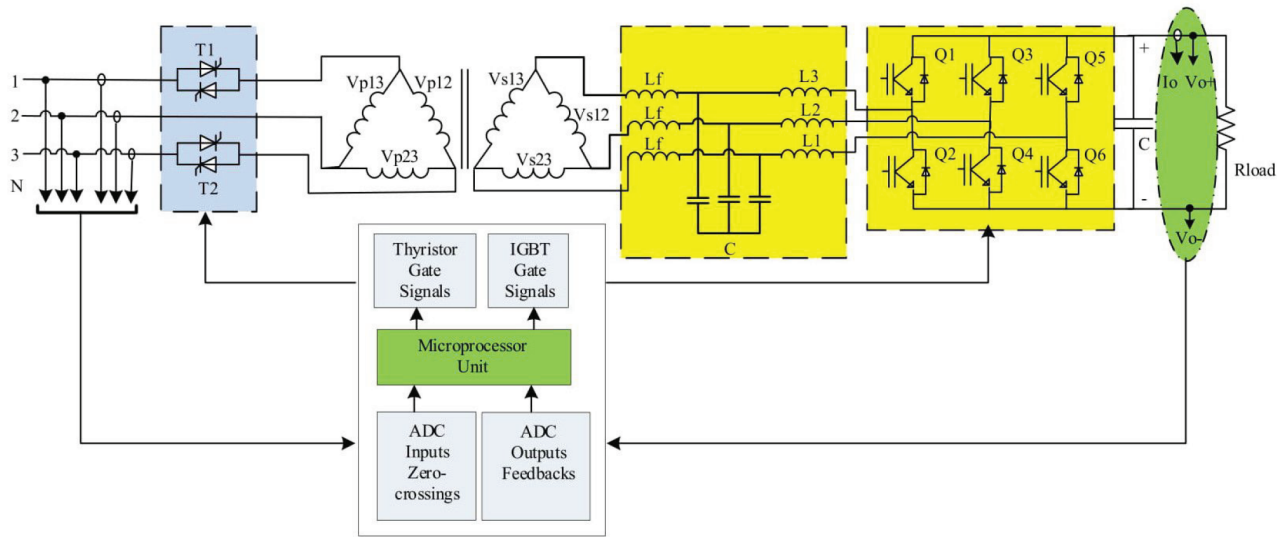 1
2
3
N
T1
T2
Vp13
Vp12
Vp23
Vs13
Vs12
Vs23
Lf
Lf
Lf
L3
L2
L1
C
Q1
Q3
Q5
Q2
Q4
Q6
+
-
C
Io
Vo+
Vo-
Rload
Thyristor
Gate
Signals
IGBT
Gate
Signals
Microprocessor
Unit
ADC
Inputs
Zero-
crossings
ADC
Outputs
Feedbacks